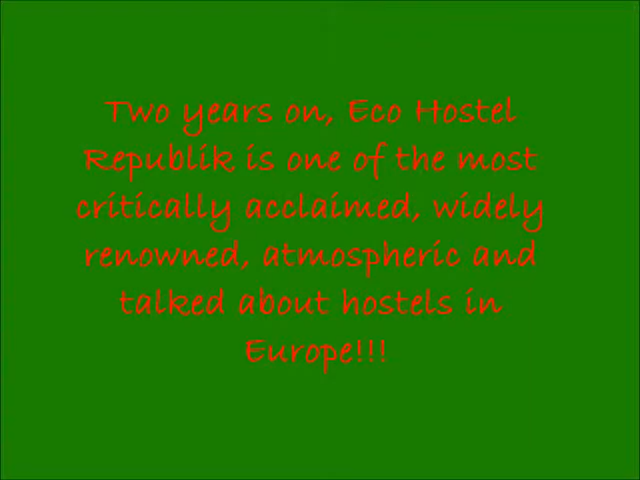 Two years on, Eco Hostel
Republik is one of the most
critically acclaimed, widely
renowned, atmospheric and
talked about hostels in
Europe!!!